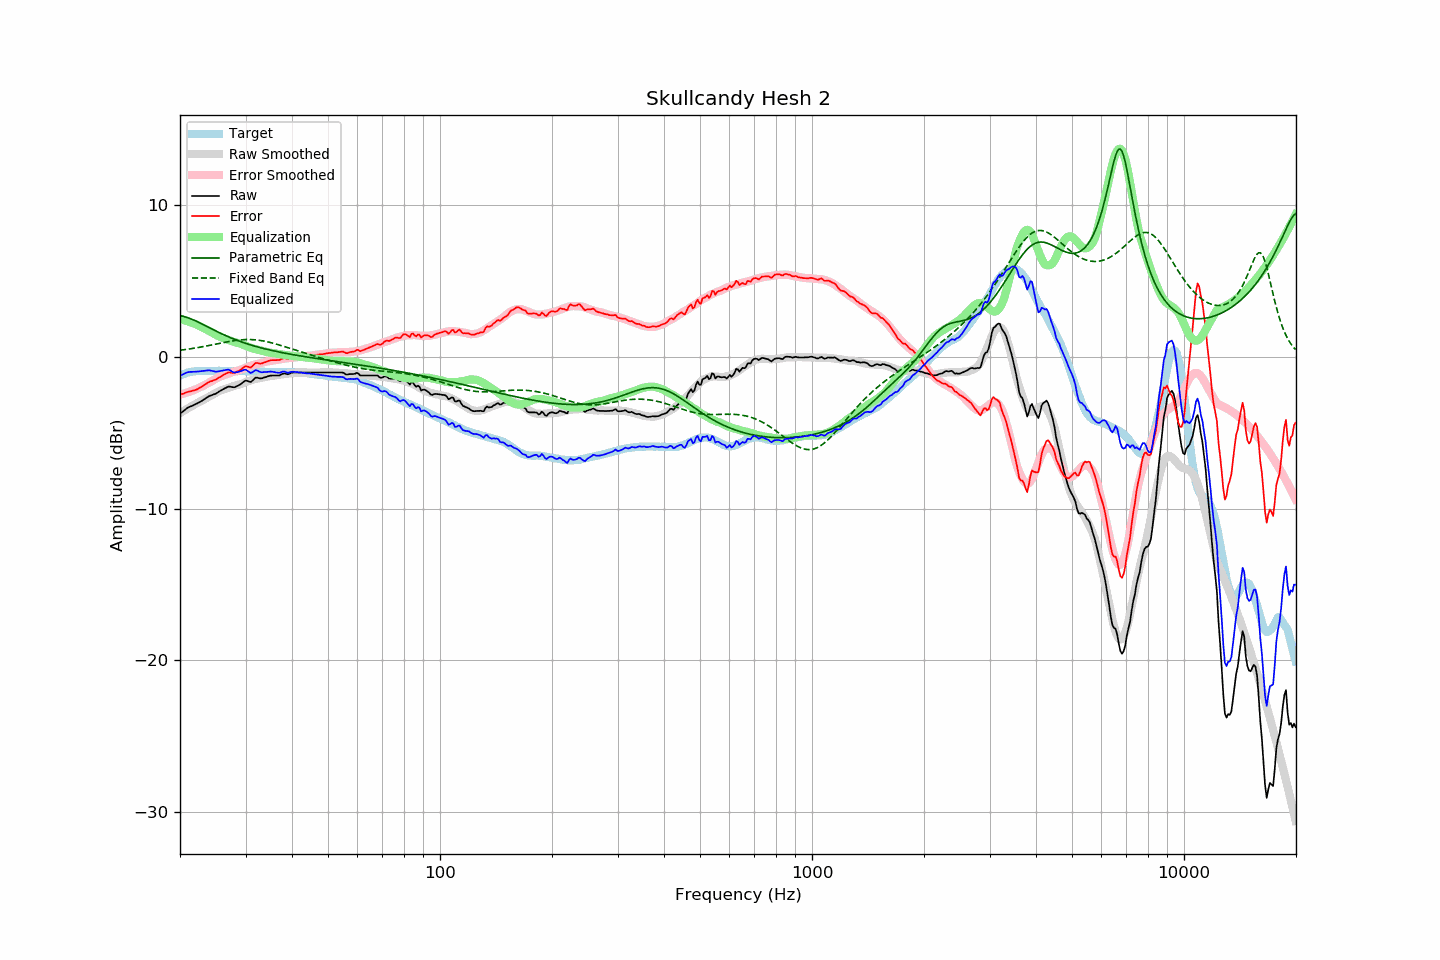 Skullcandy Hesh 2
Target
Raw Smoothed
Error Smoothed
Raw
Error
Equalization
Parametric Eq
Fixed Band Eq
Equalized
10
0
−10
−20
−30
Amplitude (dBr)
100
1000
10000
Frequency (Hz)